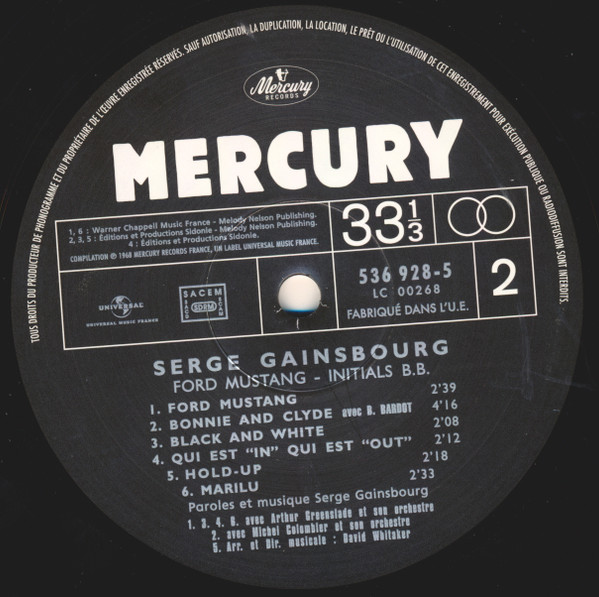 TOUS DROITS DU PRODUCTEUR DE PHONOGRAMME ET DU PROPRIÉTAIRE DE L'ŒUVRE ENREGISTRÉE RÉSERVÉS. SAUF AUTORISATION, LA DUPLICATION, LA LOCATION, LE PRÊT OU L'UTILISATION DE CET ENREGISTREMENT POUR EXÉCUTION PUBLIQUE OU RADIODIFFUSION SONT INTERDITS.
Mercury
RECORDS
MERCURY
1, 6 : Warner Chappell Music France - Melody Nelson Publishing.
2, 3, 5 : Éditions et Productions Sidonie - Melody Nelson Publishing.
4 : Éditions et Productions Sidonie.
COMPILATION ℗ 1968 MERCURY RECORDS FRANCE, UN LABEL UNIVERSAL MUSIC FRANCE.
33 1/3
UNIVERSAL
UNIVERSAL MUSIC FRANCE
SACEM
SACD
SDRM
SCAM
SGDL
536 928-5
LC 00268
FABRIQUÉ DANS L'U.E.
2
SERGE GAINSBOURG
FORD MUSTANG - INITIALS B.B.
1. FORD MUSTANG 2'39
2. BONNIE AND CLYDE avec B. BARDOT 4'16
3. BLACK AND WHITE 2'08
4. QUI EST "IN" QUI EST "OUT" 2'12
5. HOLD-UP 2'18
6. MARILU 2'33
Paroles et musique Serge Gainsbourg
1. 3. 4. 6. avec Arthur Greenslade et son orchestre
2. avec Michel Colombier et son orchestre
5. Arr. et Dir. musicale : David Whitaker